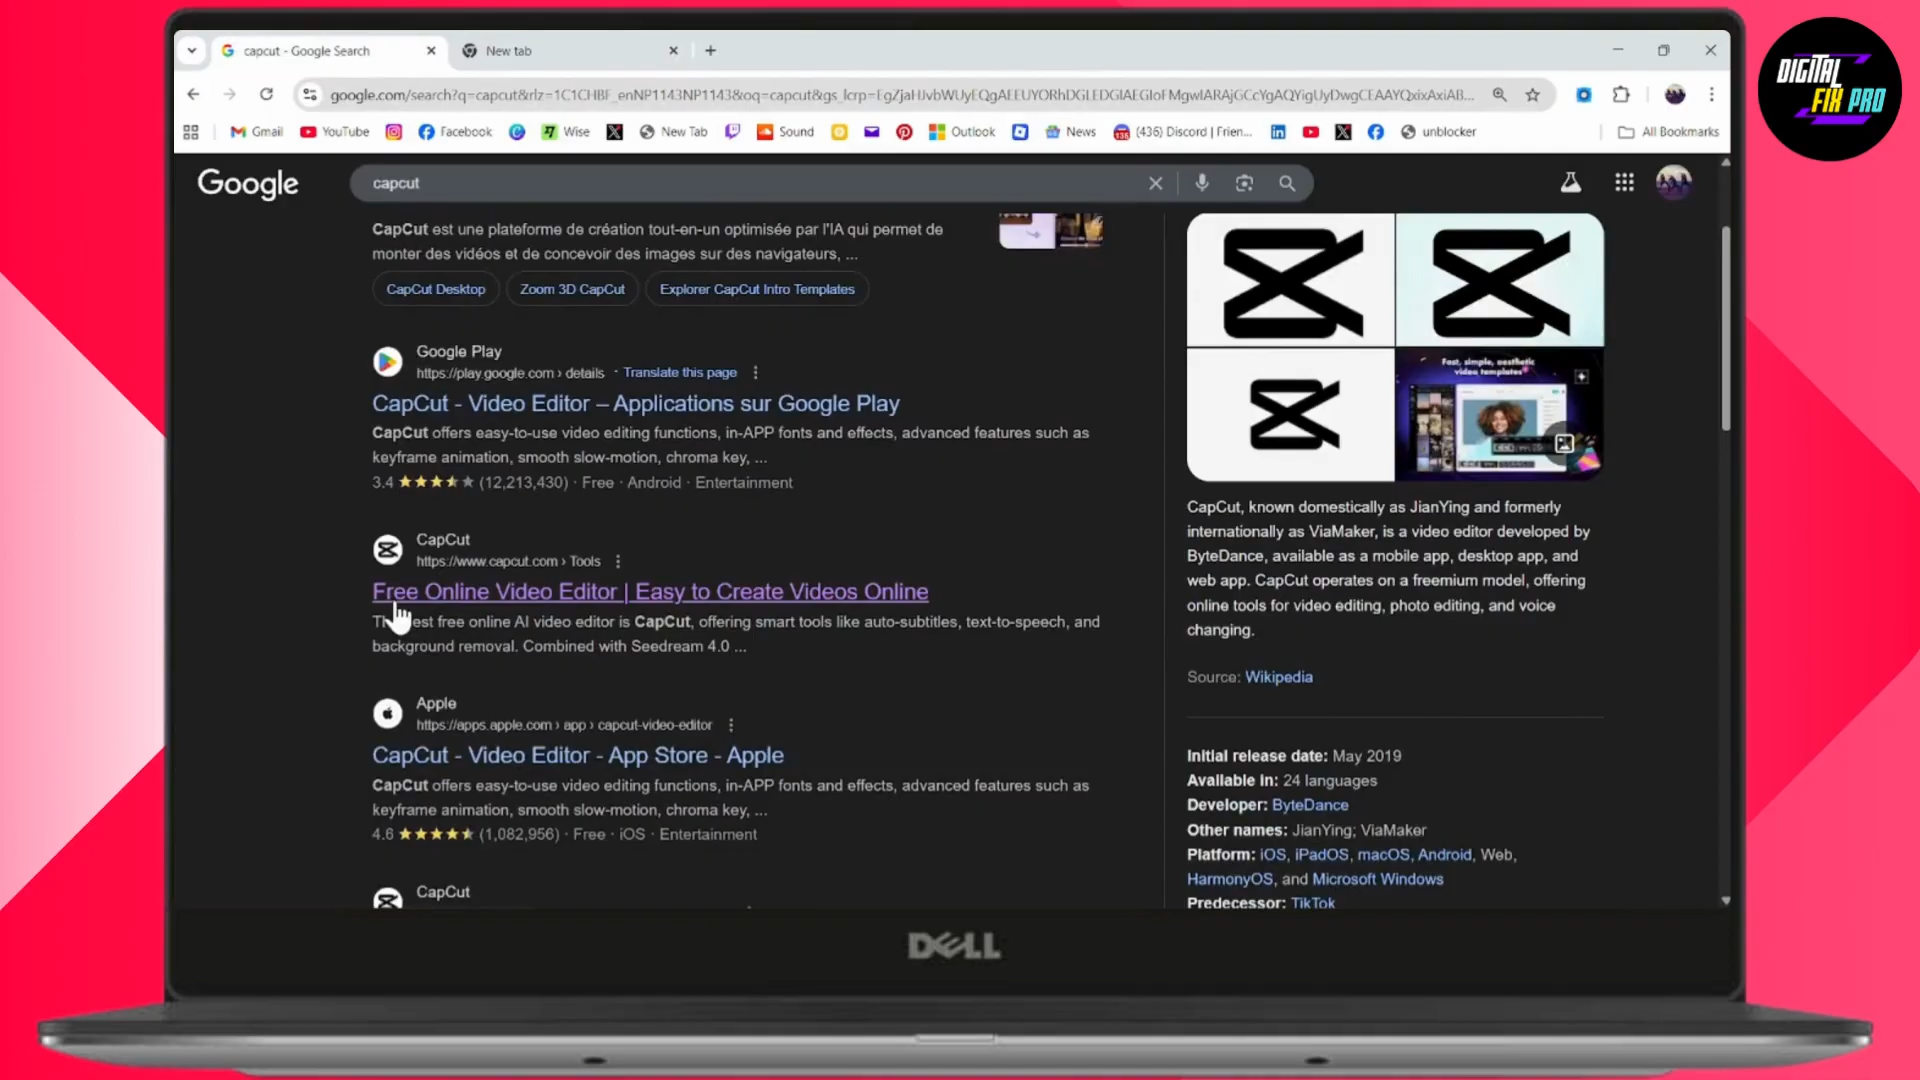 DIGITAL
FIX PRO
capcut - Google Search
New tab
google.com/search?q=capcut&rlz=1C1CHBF_enNP1143NP1143&oq=capcut&gs_lcrp=
Gmail
YouTube
Facebook
Wise
New Tab
Sound
Outlook
News
(436) Discord | Frien...
unblocker
All Bookmarks
Google
capcut
CapCut est une plateforme de création tout-en-un optimisée par l'IA qui permet de
monter des vidéos et de concevoir des images sur des navigateurs, ...
CapCut Desktop
Zoom 3D CapCut
Explorer CapCut Intro Templates
Google Play
https://play.google.com › details · Translate this page
CapCut - Video Editor – Applications sur Google Play
CapCut offers easy-to-use video editing functions, in-APP fonts and effects, advanced features such as
keyframe animation, smooth slow-motion, chroma key, ...
3.4 (12,213,430) · Free · Android · Entertainment
CapCut
https://www.capcut.com › Tools
Free Online Video Editor | Easy to Create Videos Online
est free online AI video editor is CapCut, offering smart tools like auto-subtitles, text-to-speech, and
background removal. Combined with Seedream 4.0 ...
Apple
https://apps.apple.com › app › capcut-video-editor
CapCut - Video Editor - App Store - Apple
CapCut offers easy-to-use video editing functions, in-APP fonts and effects, advanced features such as
keyframe animation, smooth slow-motion, chroma key, ...
4.6 (1,082,956) · Free · iOS · Entertainment
CapCut
Fast, simple, aesthetic
video templates
CapCut, known domestically as JianYing and formerly
internationally as ViaMaker, is a video editor developed by
ByteDance, available as a mobile app, desktop app, and
web app. CapCut operates on a freemium model, offering
online tools for video editing, photo editing, and voice
changing.
Source: Wikipedia
Initial release date: May 2019
Available in: 24 languages
Developer: ByteDance
Other names: JianYing; ViaMaker
Platform: iOS, iPadOS, macOS, Android, Web,
HarmonyOS, and Microsoft Windows
Predecessor: TikTok
DELL